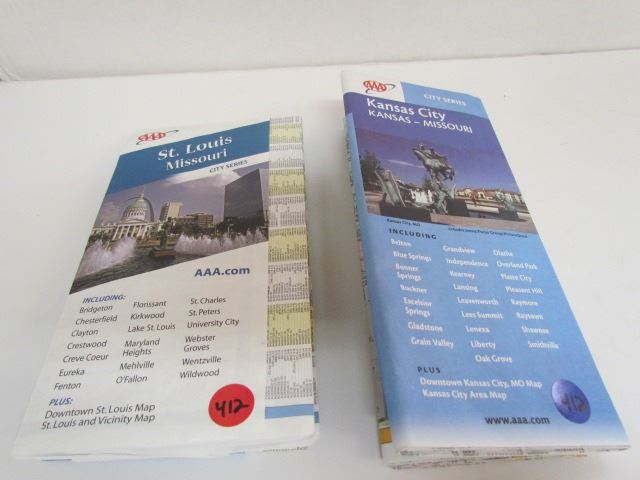 AAA
St. Louis
Missouri
CITY SERIES
AAA.com
INCLUDING:
Bridgeton Florissant St. Charles
Chesterfield Kirkwood St. Peters
Clayton Lake St. Louis University City
Crestwood Maryland Heights Webster Groves
Creve Coeur Mehlville Wentzville
Eureka O'Fallon Wildwood
Fenton
PLUS:
Downtown St. Louis Map
St. Louis and Vicinity Map
412
AAA
CITY SERIES
Kansas City
KANSAS – MISSOURI
Kansas City, MO
INCLUDING
Belton Grandview Olathe
Blue Springs Independence Overland Park
Bonner Springs Kearney Platte City
Buckner Lansing Pleasant Hill
Excelsior Springs Leavenworth Raymore
Gladstone Lees Summit Raytown
Grain Valley Lenexa Shawnee
Liberty Smithville
Oak Grove
PLUS
Downtown Kansas City, MO Map
Kansas City Area Map
www.aaa.com
412